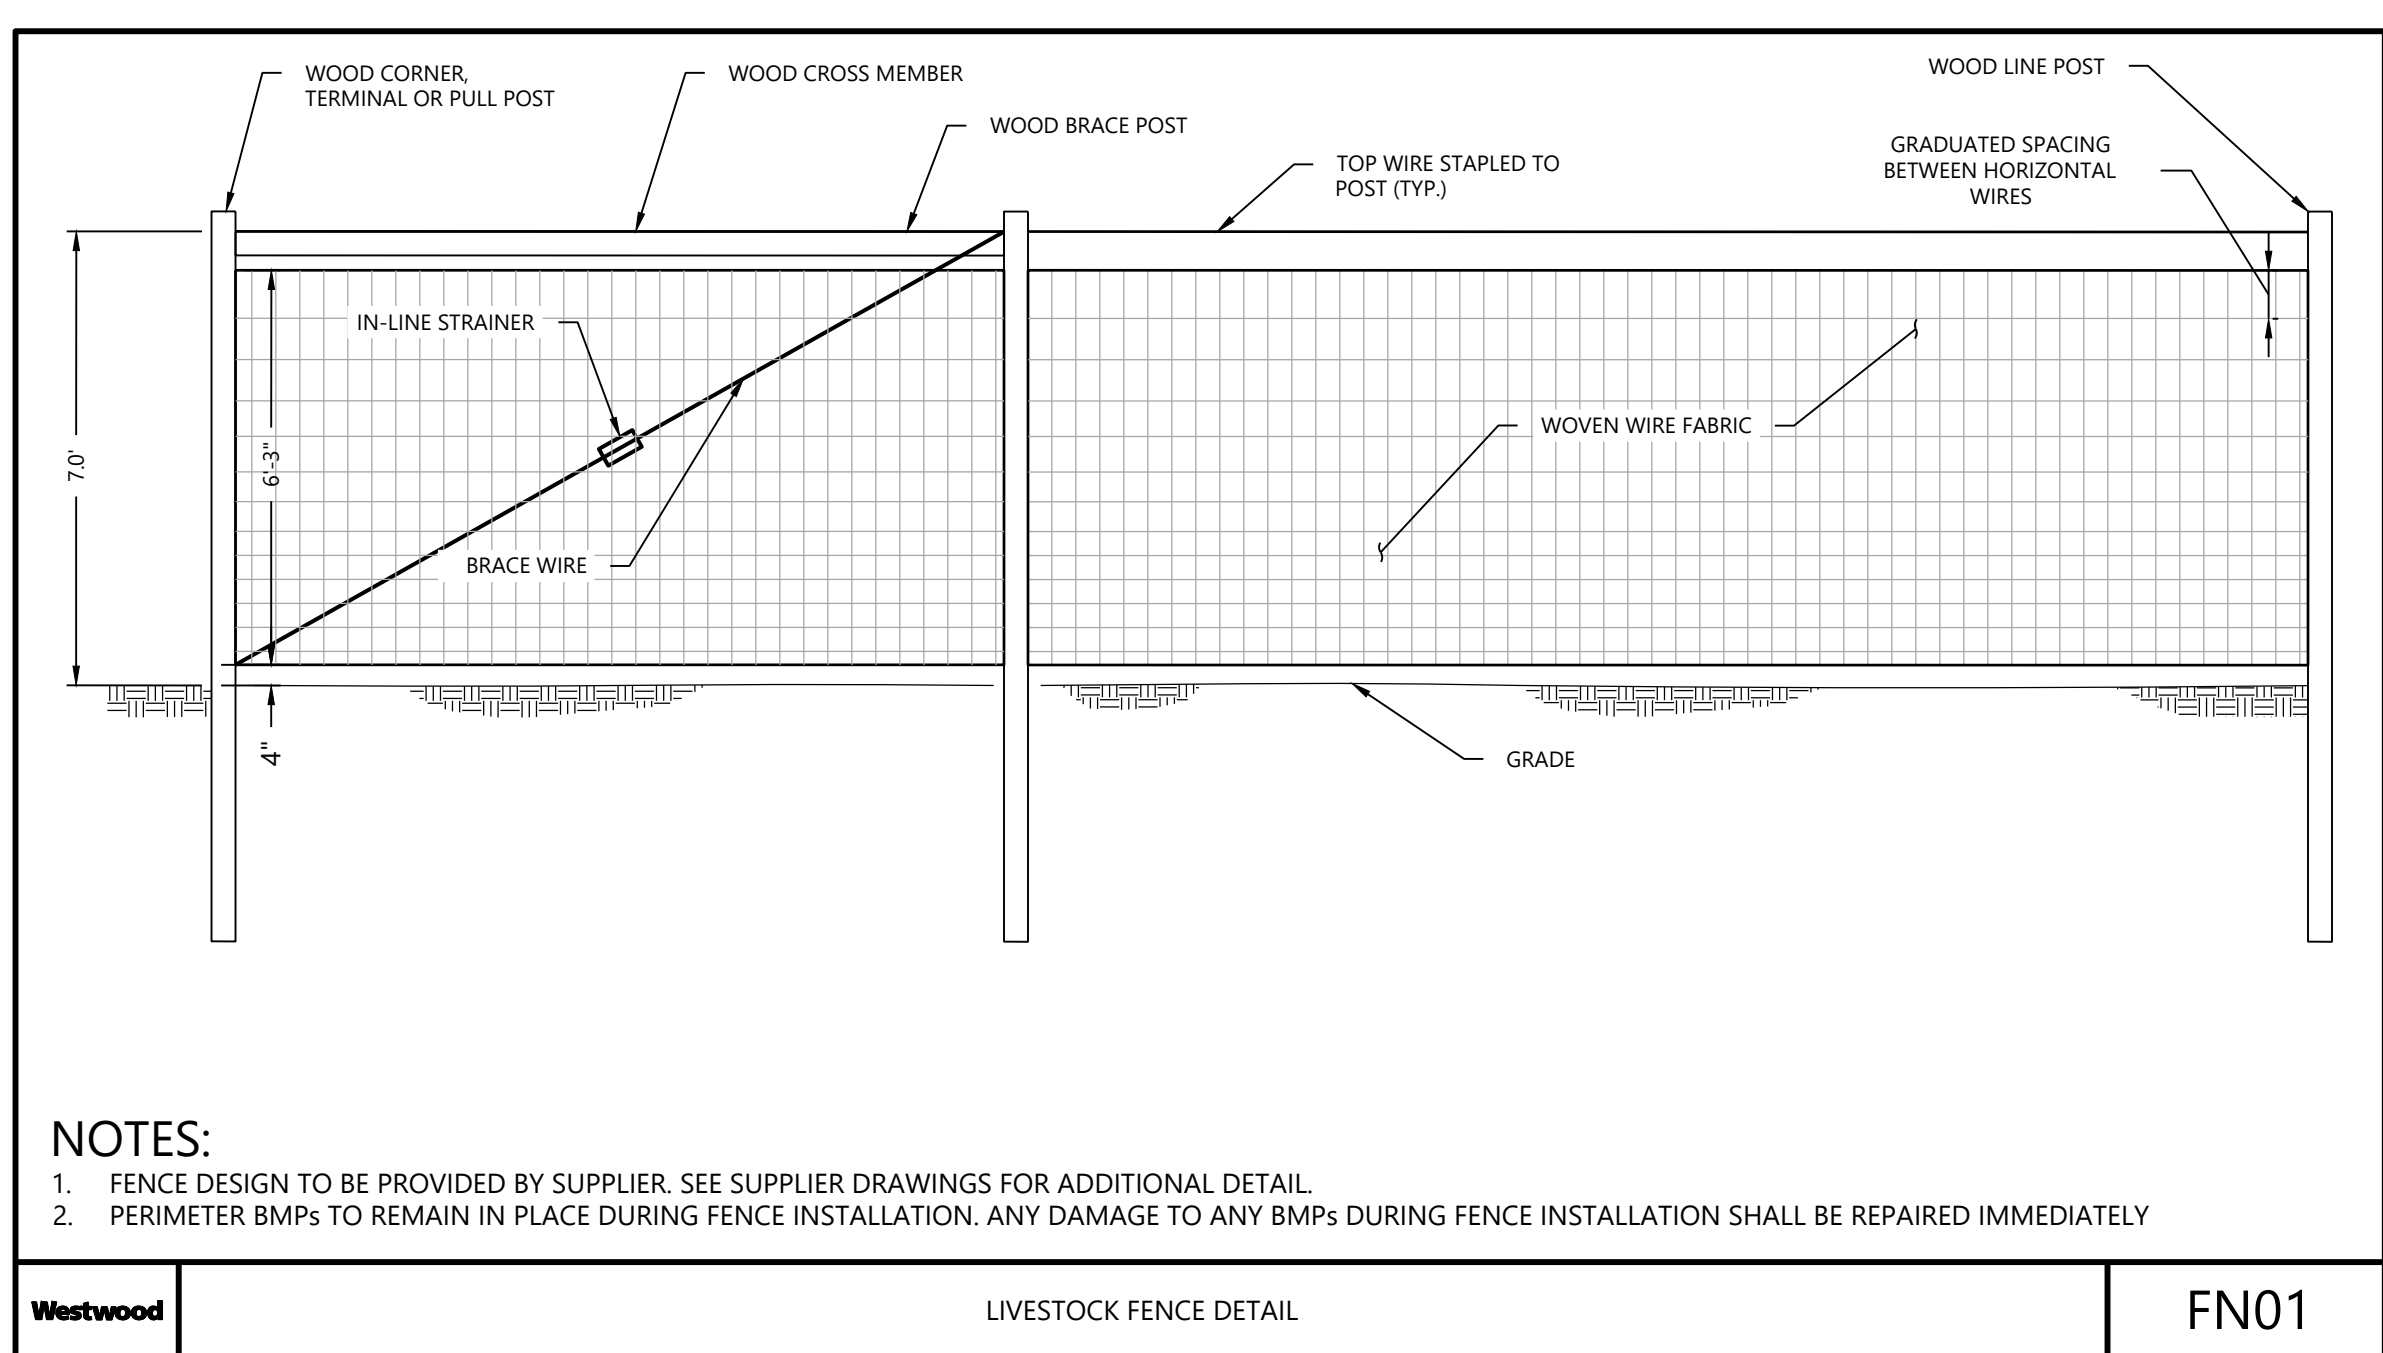 WOOD CORNER,
TERMINAL OR PULL POST
WOOD CROSS MEMBER
WOOD BRACE POST
TOP WIRE STAPLED TO
POST (TYP.)
WOOD LINE POST
GRADUATED SPACING
BETWEEN HORIZONTAL
WIRES
IN-LINE STRAINER
7.0'
6'-3"
WOVEN WIRE FABRIC
BRACE WIRE
4"
GRADE
NOTES:
1. FENCE DESIGN TO BE PROVIDED BY SUPPLIER. SEE SUPPLIER DRAWINGS FOR ADDITIONAL DETAIL.
2. PERIMETER BMPs TO REMAIN IN PLACE DURING FENCE INSTALLATION. ANY DAMAGE TO ANY BMPs DURING FENCE INSTALLATION SHALL BE REPAIRED IMMEDIATELY
Westwood
LIVESTOCK FENCE DETAIL
FN01